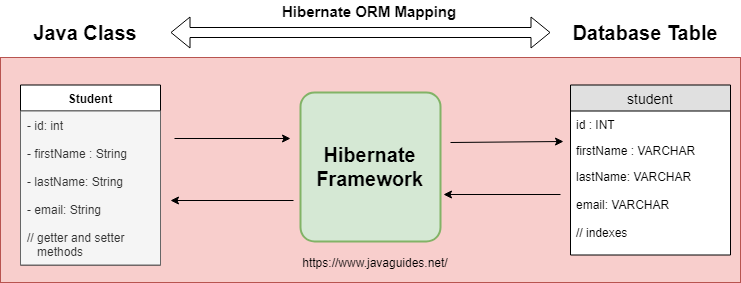 Hibernate ORM Mapping
Java Class
Database Table
Student
- id: int
- firstName : String
- lastName: String
- email: String
// getter and setter
methods
Hibernate
Framework
https://www.javaguides.net/
student
id : INT
firstName : VARCHAR
lastName: VARCHAR
email: VARCHAR
// indexes